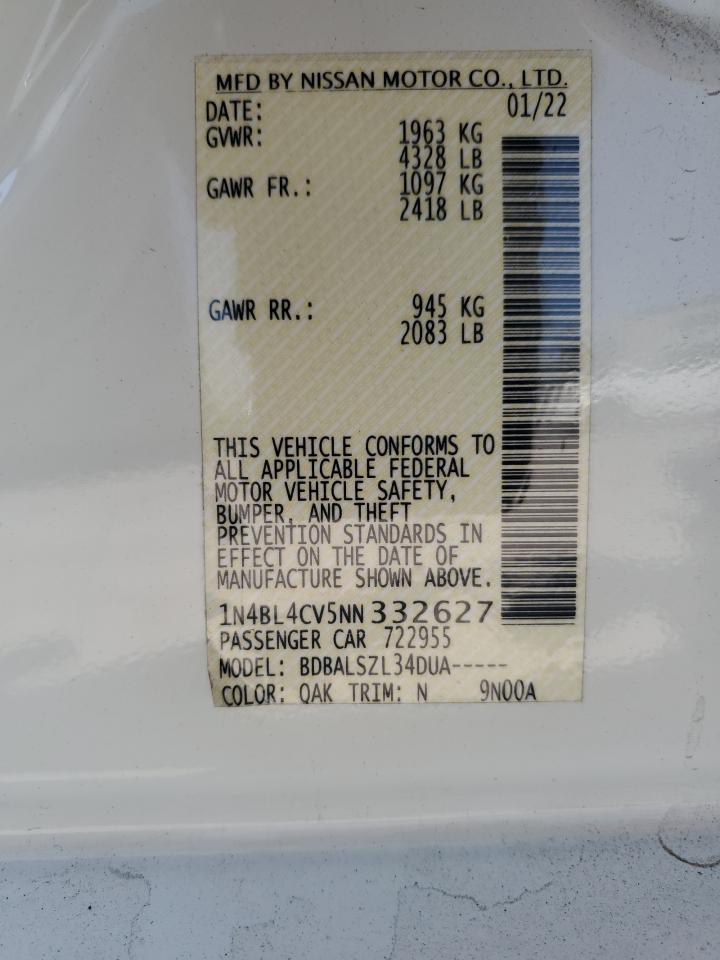 MFD BY NISSAN MOTOR CO., LTD.
DATE: 01/22
GVWR: 1963 KG
4328 LB
GAWR FR.: 1097 KG
2418 LB
GAWR RR.: 945 KG
2083 LB
THIS VEHICLE CONFORMS TO
ALL APPLICABLE FEDERAL
MOTOR VEHICLE SAFETY,
BUMPER, AND THEFT
PREVENTION STANDARDS IN
EFFECT ON THE DATE OF
MANUFACTURE SHOWN ABOVE.
1N4BL4CV5NN332627
PASSENGER CAR 722955
MODEL: BDBALSZL34DUA-----
COLOR: QAK TRIM: N 9N00A